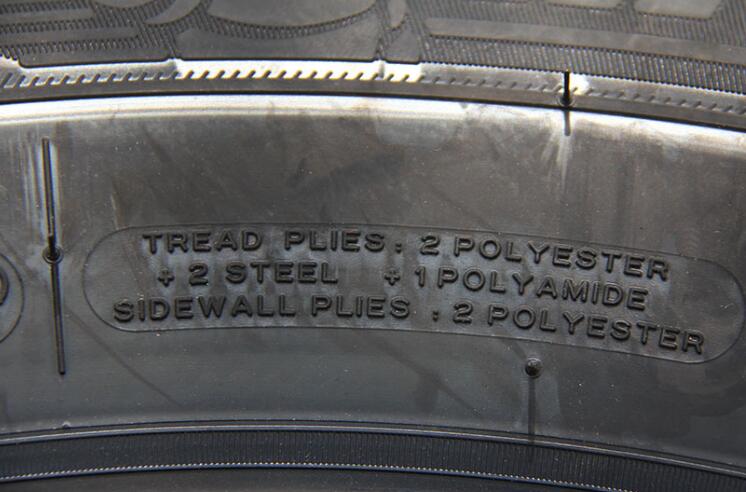 TREAD PLIES : 2 POLYESTER
+ 2 STEEL + 1 POLYAMIDE
SIDEWALL PLIES : 2 POLYESTER